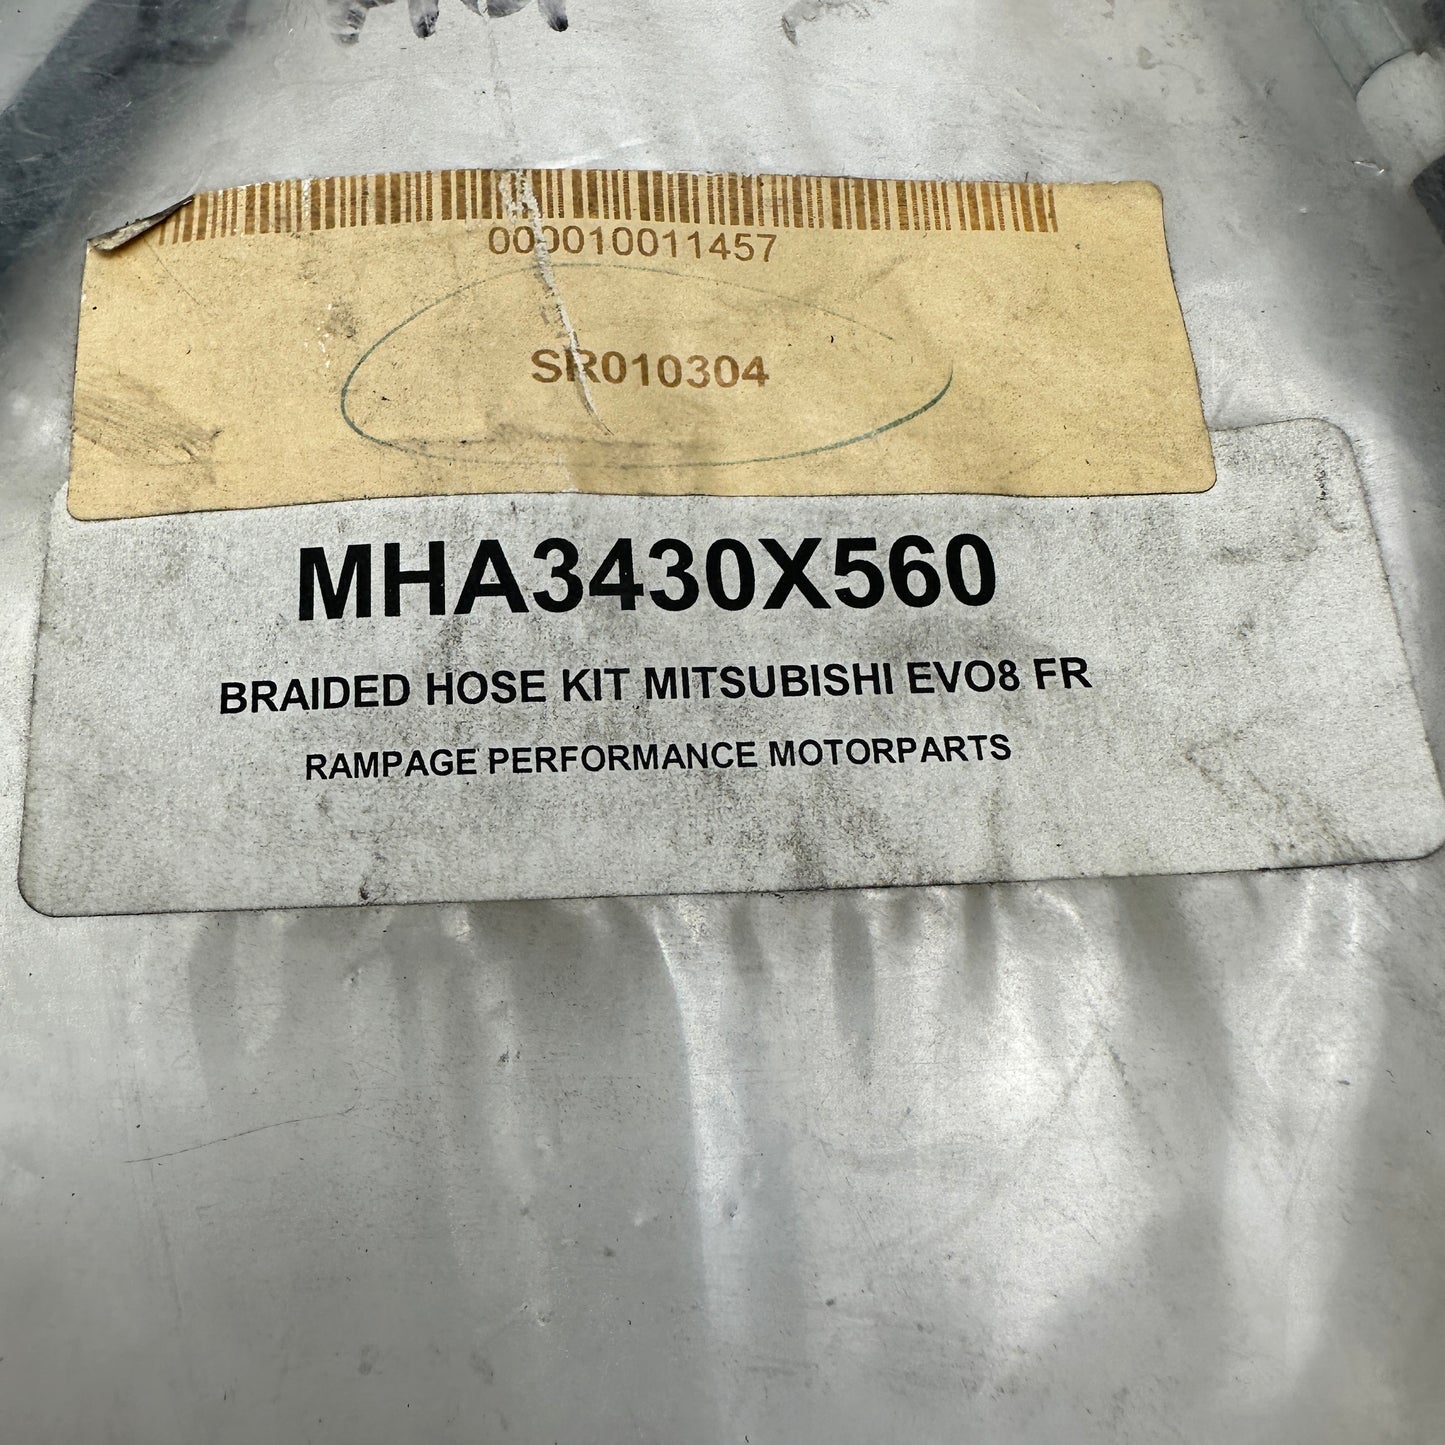 000010011457
SR010304
MHA3430X560
BRAIDED HOSE KIT MITSUBISHI EVO8 FR
RAMPAGE PERFORMANCE MOTORPARTS